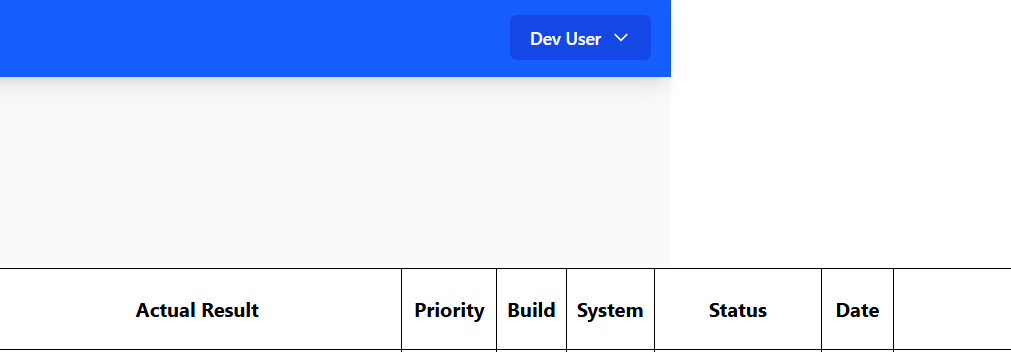 Dev User
Actual Result Priority Build System Status Date